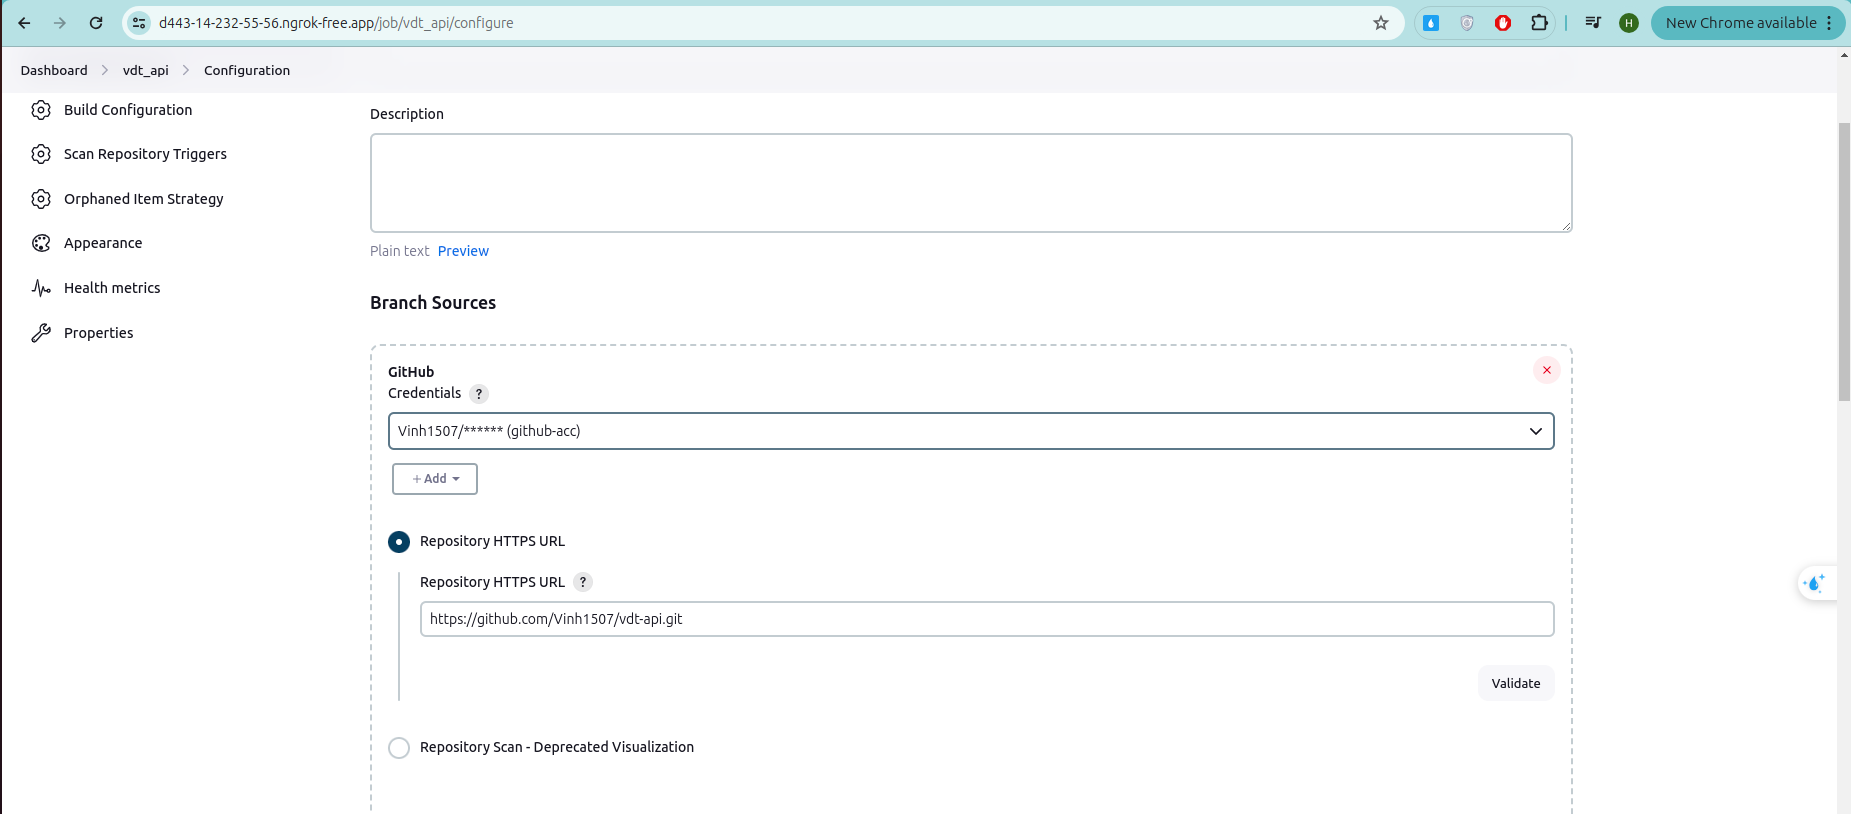 d443-14-232-55-56.ngrok-free.app/job/vdt_api/configure
H
New Chrome available
Dashboard
vdt_api
Configuration
Build Configuration
Scan Repository Triggers
Orphaned Item Strategy
Appearance
Health metrics
Properties
Description
Plain text Preview
Branch Sources
GitHub
Credentials ?
Vinh1507/****** (github-acc)
+ Add
Repository HTTPS URL
Repository HTTPS URL ?
https://github.com/Vinh1507/vdt-api.git
Validate
Repository Scan - Deprecated Visualization